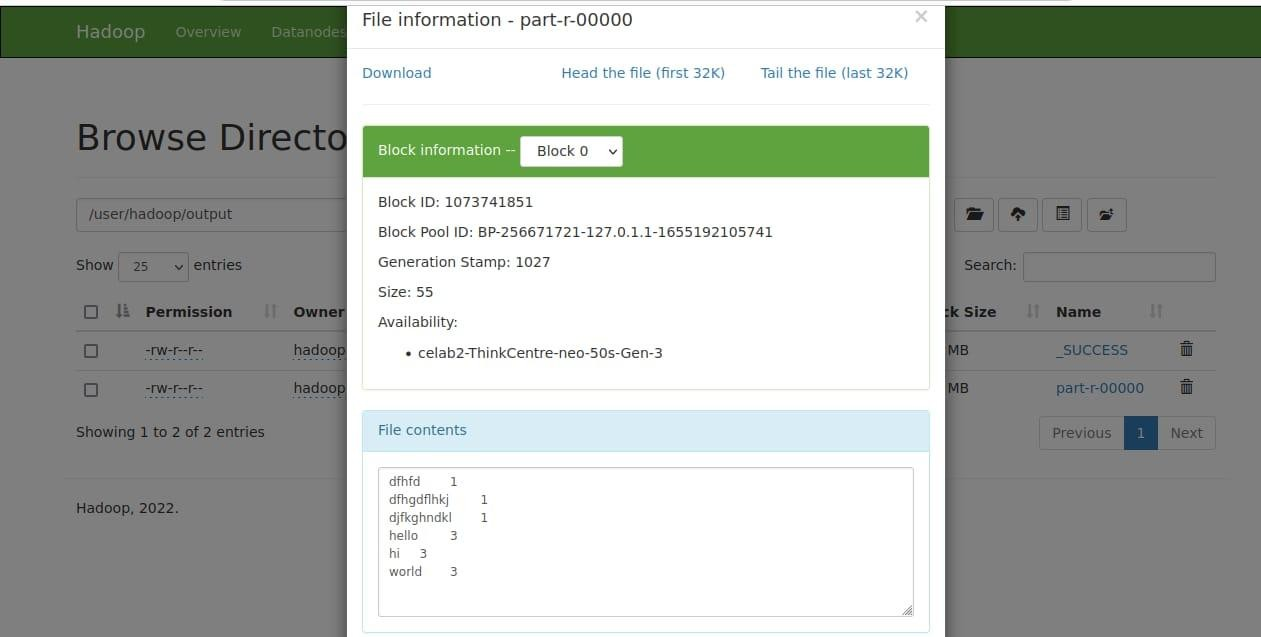 File information - part-r-00000 ×
Hadoop Overview Datanodes
Download Head the file (first 32K) Tail the file (last 32K)
Browse Directo
Block information -- Block 0
Block ID: 1073741851
/user/hadoop/output
Block Pool ID: BP-256671721-127.0.1.1-1655192105741
Show 25 entries
Generation Stamp: 1027
Search:
Size: 55
Permission Owner
ck Size Name
Availability:
-rw-r--r-- hadoop
• celab2-ThinkCentre-neo-50s-Gen-3
MB _SUCCESS
-rw-r--r-- hadoop
MB part-r-00000
Showing 1 to 2 of 2 entries
File contents
Previous 1 Next
dfhfd 1
dfhgdflhkj 1
Hadoop, 2022.
djfkghndkl 1
hello 3
hi 3
world 3